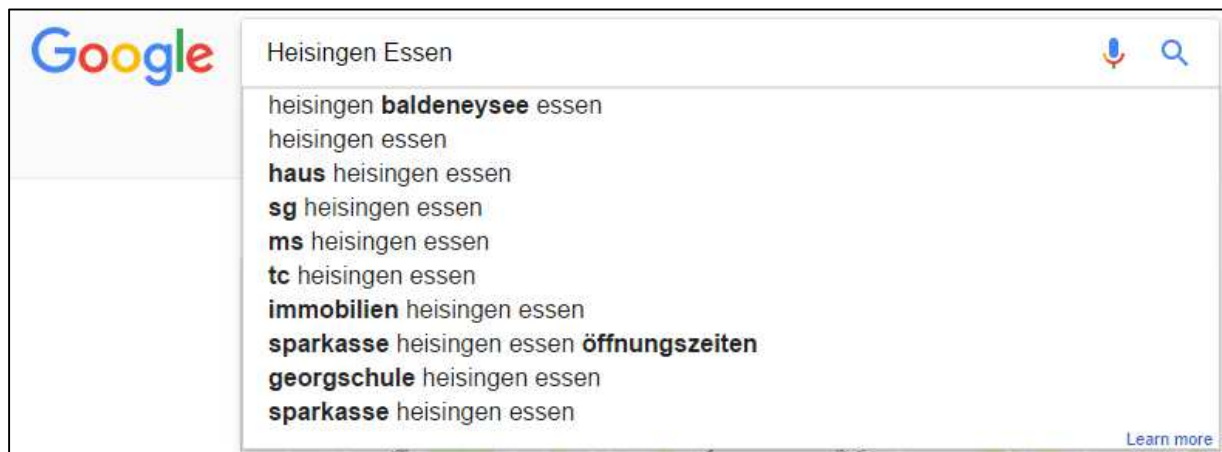 Google
Heisingen Essen
heisingen baldeneysee essen
heisingen essen
haus heisingen essen
sg heisingen essen
ms heisingen essen
tc heisingen essen
immobilien heisingen essen
sparkasse heisingen essen öffnungszeiten
georgschule heisingen essen
sparkasse heisingen essen
Learn more